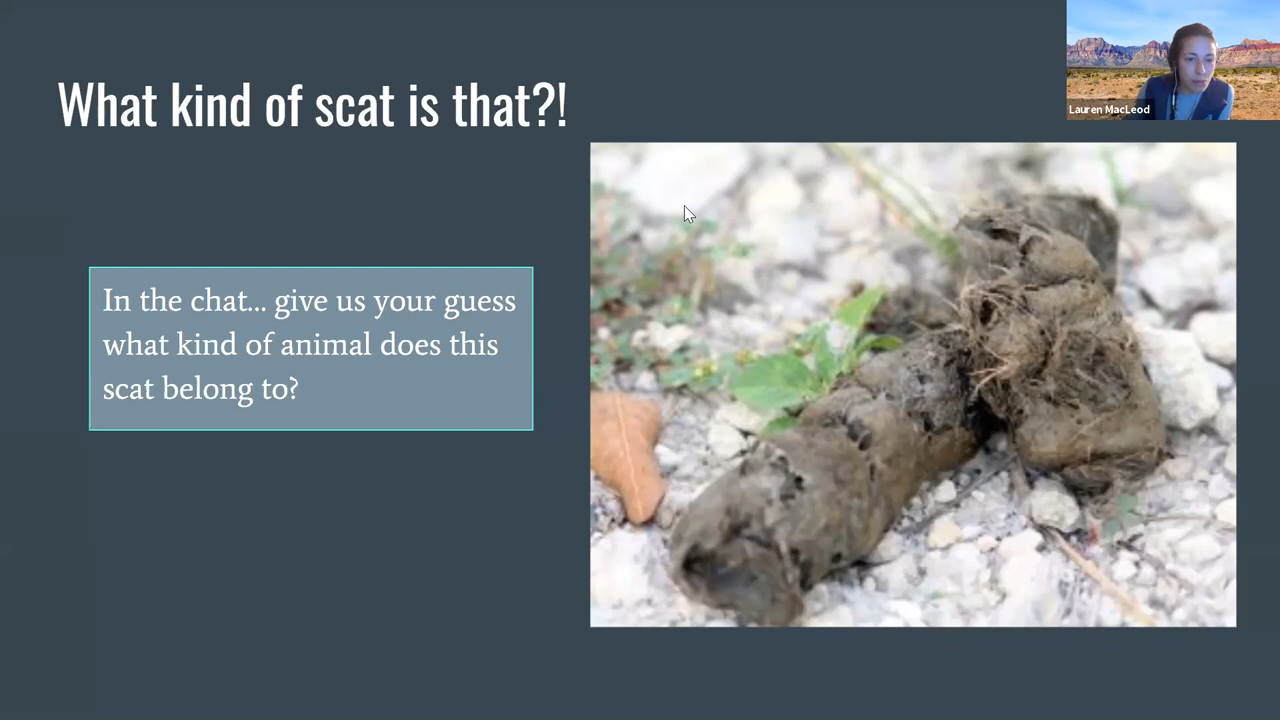 What kind of scat is that?!
Lauren MacLeod
In the chat... give us your guess
what kind of animal does this
scat belong to?